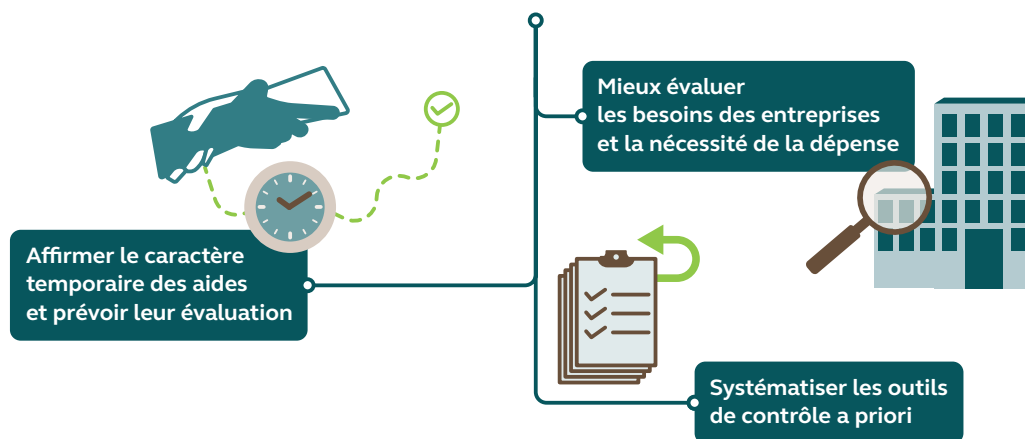 Mieux évaluer
les besoins des entreprises
et la nécessité de la dépense
Affirmer le caractère
temporaire des aides
et prévoir leur évaluation
Systématiser les outils
de contrôle a priori